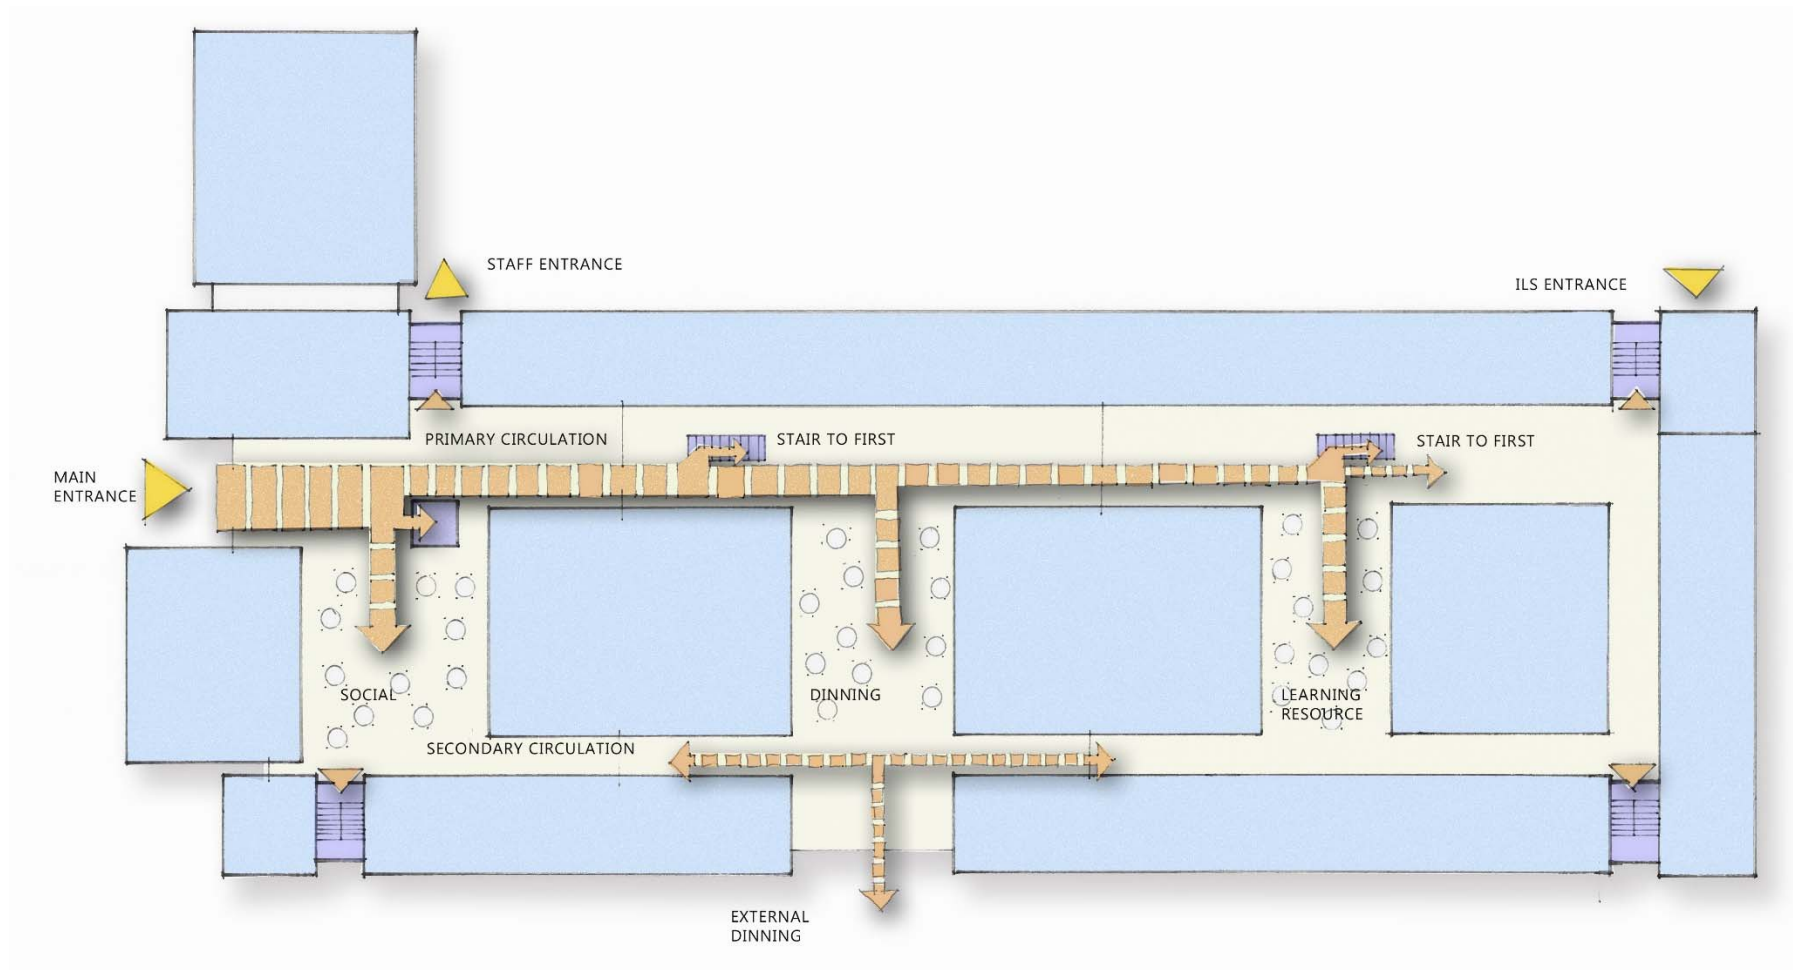 STAFF ENTRANCE
ILS ENTRANCE
PRIMARY CIRCULATION
STAIR TO FIRST
STAIR TO FIRST
MAIN
ENTRANCE
SOCIAL
DINNING
LEARNING
RESOURCE
SECONDARY CIRCULATION
EXTERNAL
DINNING